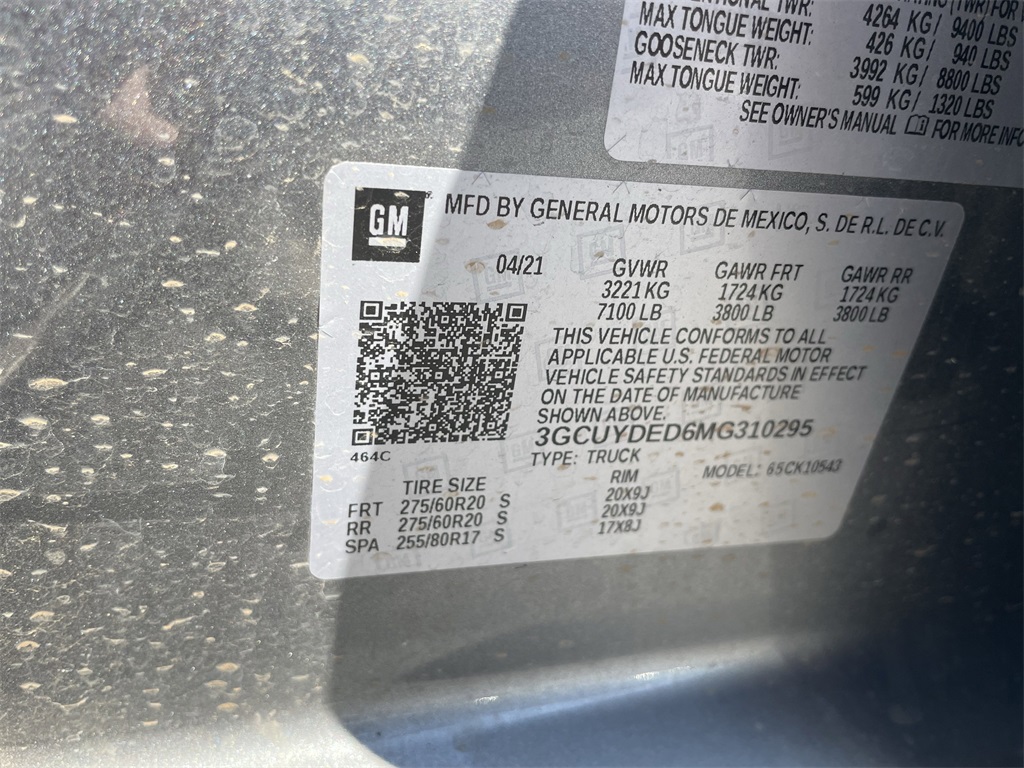 4264 KG/ 9400 LBS
MAX TONGUE WEIGHT: 426 KG/ 940 LBS
GOOSENECK TWR: 3992 KG/ 8800 LBS
MAX TONGUE WEIGHT: 599 KG/ 1320 LBS
SEE OWNER'S MANUAL FOR MORE INFO
GM
MFD BY GENERAL MOTORS DE MEXICO, S. DE R.L. DE C.V.
04/21 GVWR GAWR FRT GAWR RR
3221 KG 1724 KG 1724 KG
7100 LB 3800 LB 3800 LB
THIS VEHICLE CONFORMS TO ALL
APPLICABLE U.S. FEDERAL MOTOR
VEHICLE SAFETY STANDARDS IN EFFECT
ON THE DATE OF MANUFACTURE
SHOWN ABOVE.
3GCUYDED6MG310295
464C
TYPE: TRUCK MODEL: 65CK10543
TIRE SIZE RIM
FRT 275/60R20 S 20X9J
RR 275/60R20 S 20X9J
SPA 255/80R17 S 17X8J